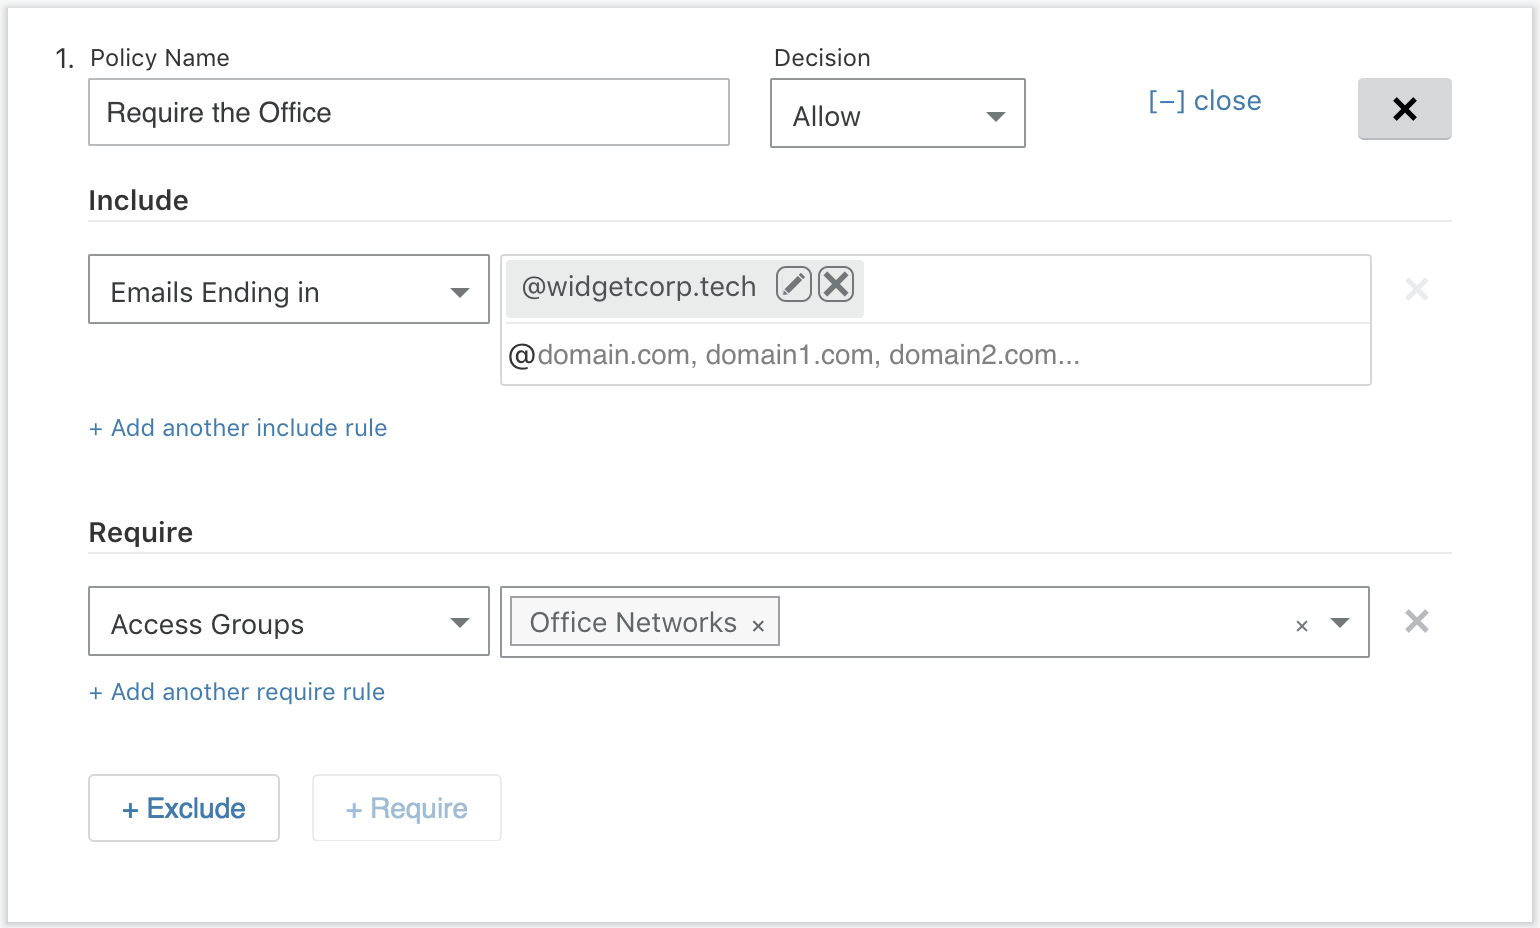 1. Policy Name
Decision
Require the Office
Allow
[–] close
Include
Emails Ending in
@widgetcorp.tech
@domain.com, domain1.com, domain2.com...
+ Add another include rule
Require
Access Groups
Office Networks ×
×
+ Add another require rule
+ Exclude
+ Require